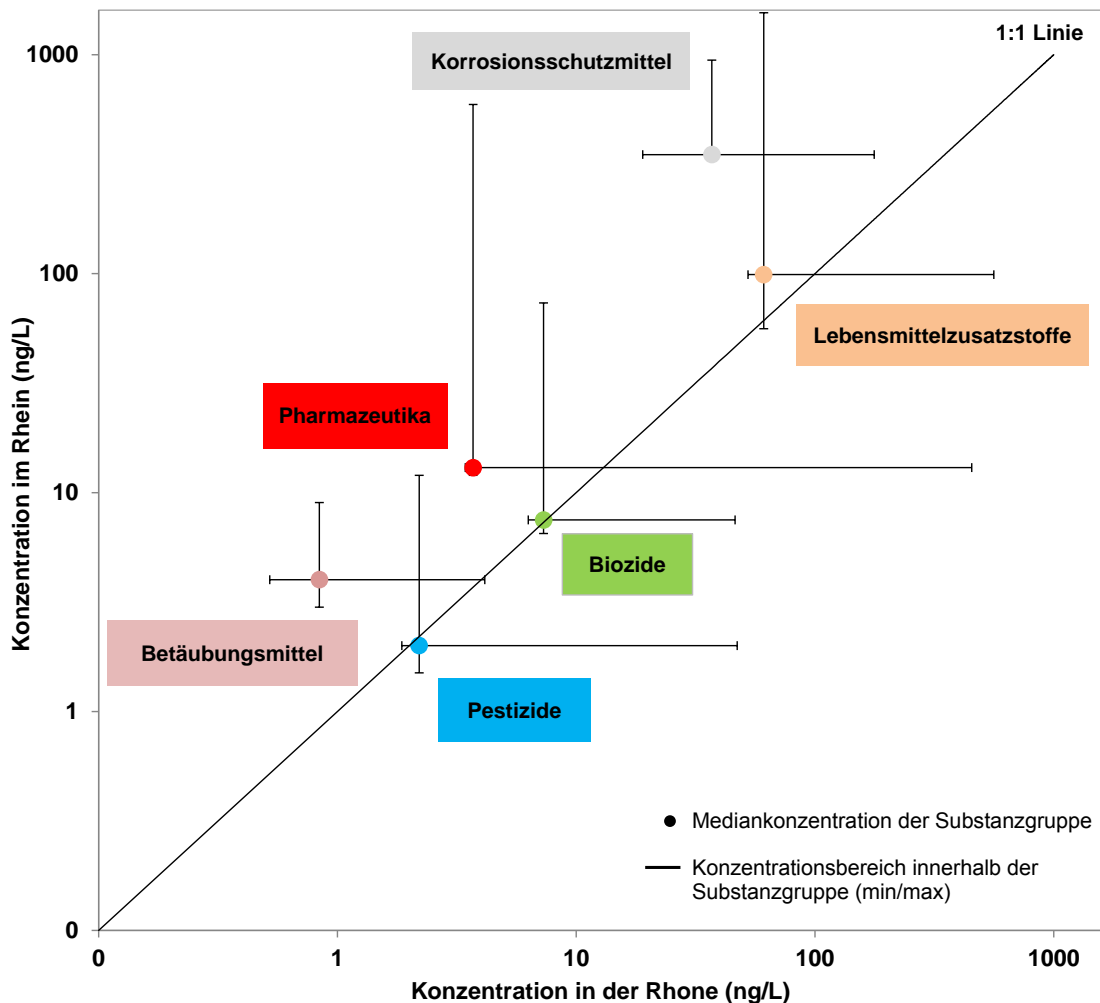 1:1 Linie
1000
Korrosionsschutzmittel
100
Konzentration im Rhein (ng/L)
Lebensmittelzusatzstoffe
Pharmazeutika
10
Biozide
Betäubungsmittel
Pestizide
1
Mediankonzentration der Substanzgruppe
Konzentrationsbereich innerhalb der
Substanzgruppe (min/max)
0
0 1 10 100 1000
Konzentration in der Rhone (ng/L)